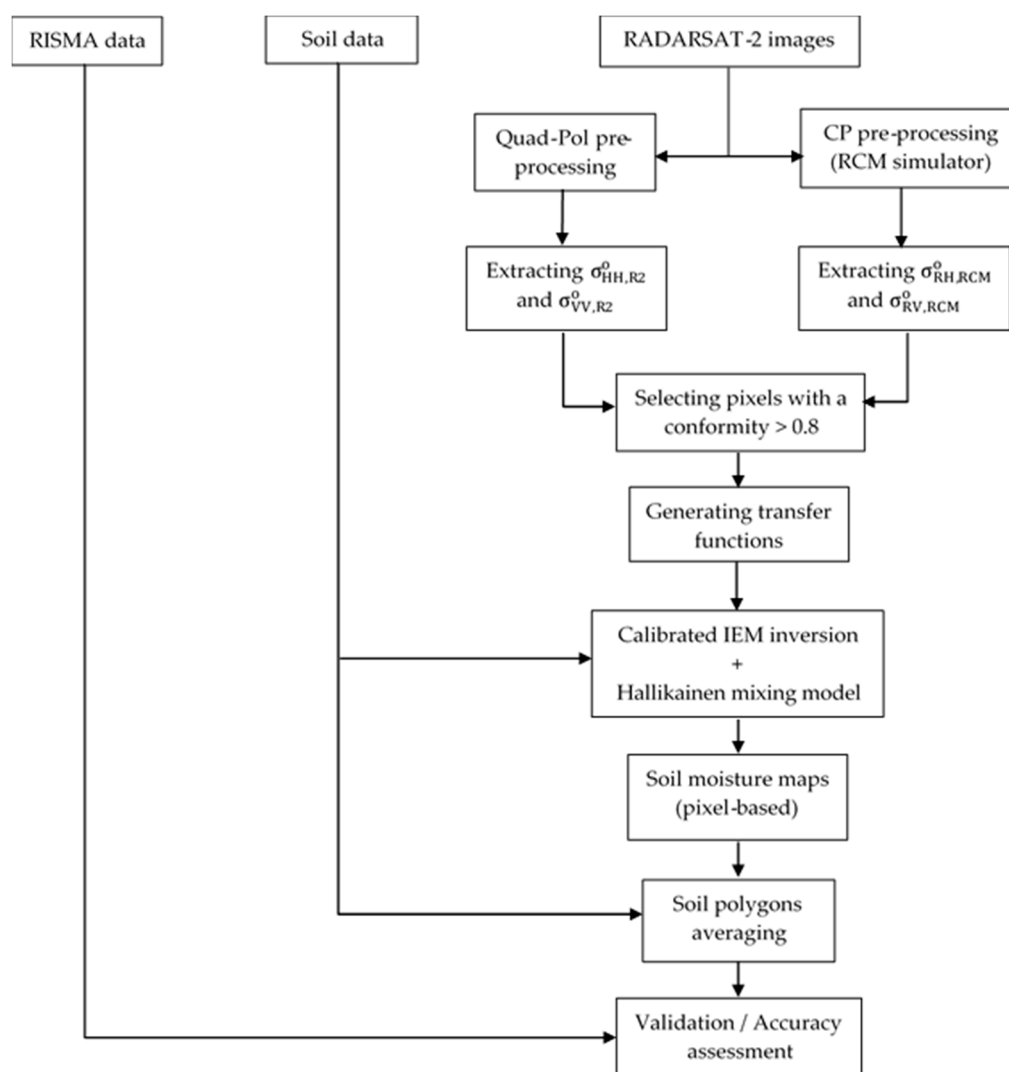 RISMA data
Soil data
RADARSAT-2 images
Quad-Pol pre-
processing
CP pre-processing
(RCM simulator)
Extracting σ°HH,R2
and σ°VV,R2
Extracting σ°RH,RCM
and σ°RV,RCM
Selecting pixels with a
conformity > 0.8
Generating transfer
functions
Calibrated IEM inversion
+
Hallikainen mixing model
Soil moisture maps
(pixel-based)
Soil polygons
averaging
Validation / Accuracy
assessment